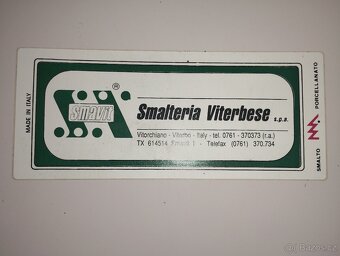 MADE IN ITALY
smavit ®
Smalteria Viterbese s.p.a.
Vitorchiano - Viterbo - Italy - tel. 0761 - 370373 (r.a.)
TX 614514 Smavit I - Telefax (0761) 370.734
SMALTO PORCELLANATO